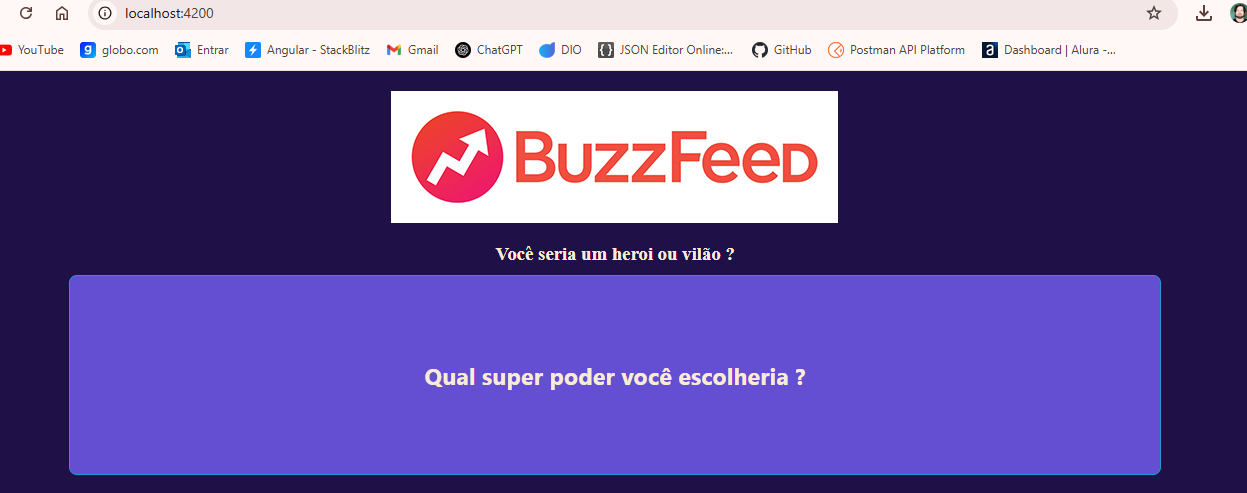 localhost:4200
YouTube globo.com Entrar Angular - StackBlitz Gmail ChatGPT DIO JSON Editor Online:... GitHub Postman API Platform Dashboard | Alura -...
BuzzFeed
Você seria um heroi ou vilão ?
Qual super poder você escolheria ?